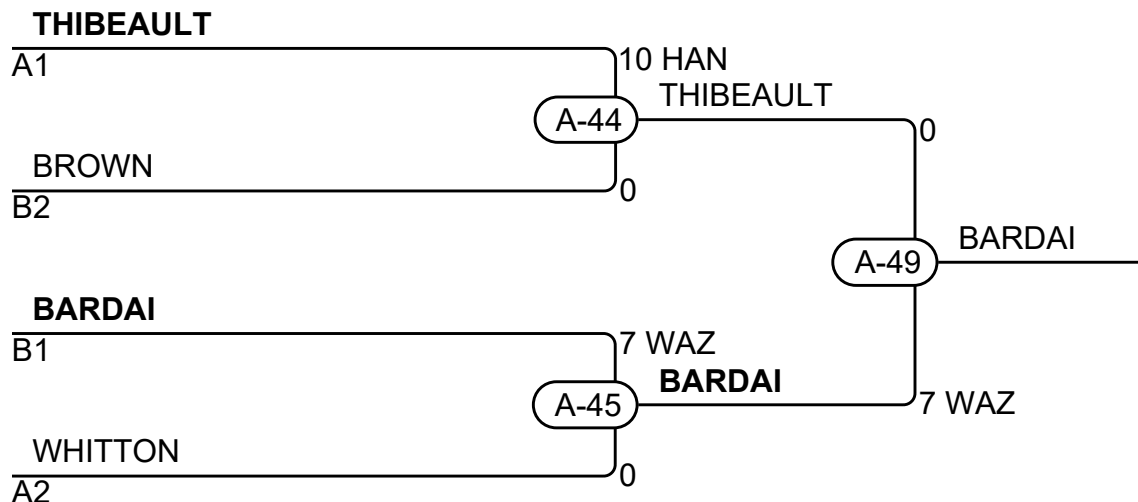 THIBEAULT
A1
10 HAN
THIBEAULT
A-44
0
BROWN
B2
0
BARDAI
A-49
BARDAI
B1
7 WAZ
BARDAI
A-45
7 WAZ
WHITTON
A2
0